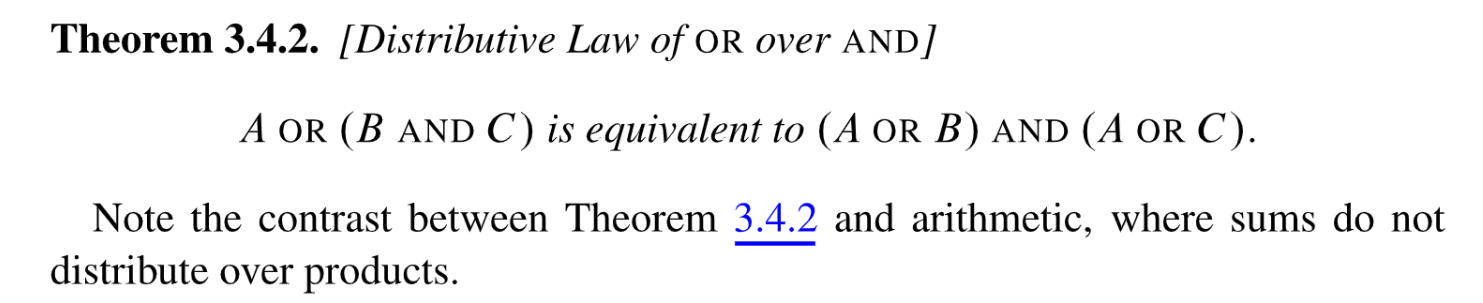 Theorem 3.4.2. [Distributive Law of OR over AND]
A OR (B AND C) is equivalent to (A OR B) AND (A OR C).
Note the contrast between Theorem 3.4.2 and arithmetic, where sums do not
distribute over products.